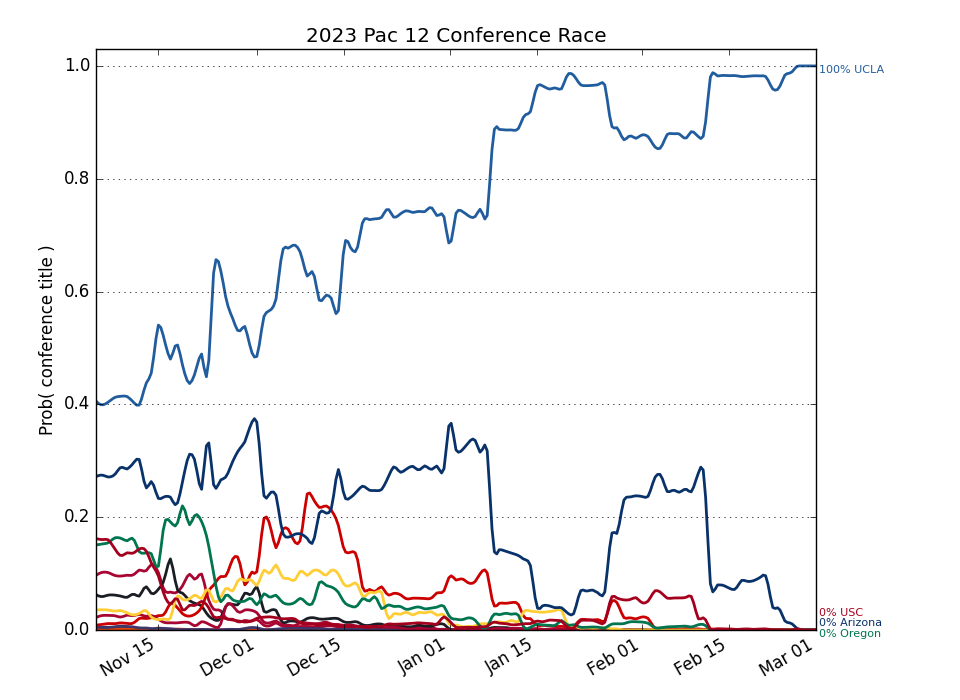 2023 Pac 12 Conference Race
Prob( conference title )
1.0
0.8
0.6
0.4
0.2
0.0
Nov 15
Dec 01
Dec 15
Jan 01
Jan 15
Feb 01
Feb 15
Mar 01
100% UCLA
0% USC
0% Arizona
0% Oregon